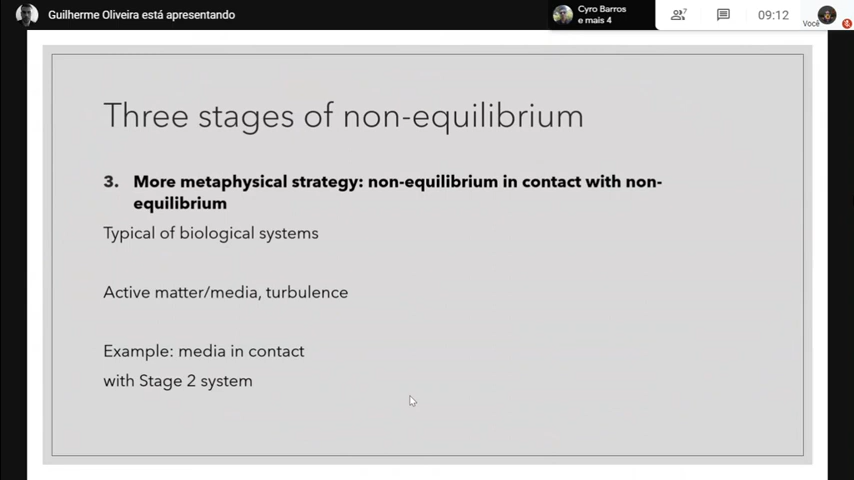 Guilherme Oliveira está apresentando
Cyro Barros
e mais 4
7
09:12
Você
Three stages of non-equilibrium
3. More metaphysical strategy: non-equilibrium in contact with non-
equilibrium
Typical of biological systems
Active matter/media, turbulence
Example: media in contact
with Stage 2 system